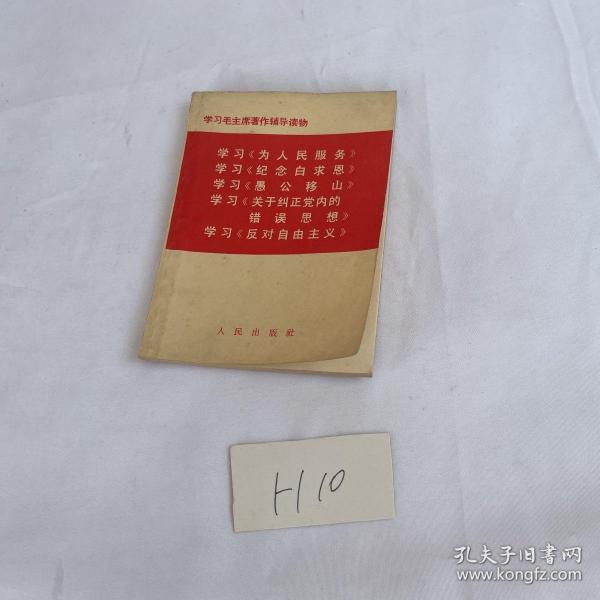 学习毛主席著作辅导读物
学习《为人民服务》
学习《纪念白求恩》
学习《愚公移山》
学习《关于纠正党内的
错误思想》
学习《反对自由主义》
人民出版社
H110
孔夫子旧书网
www.kongfz.com